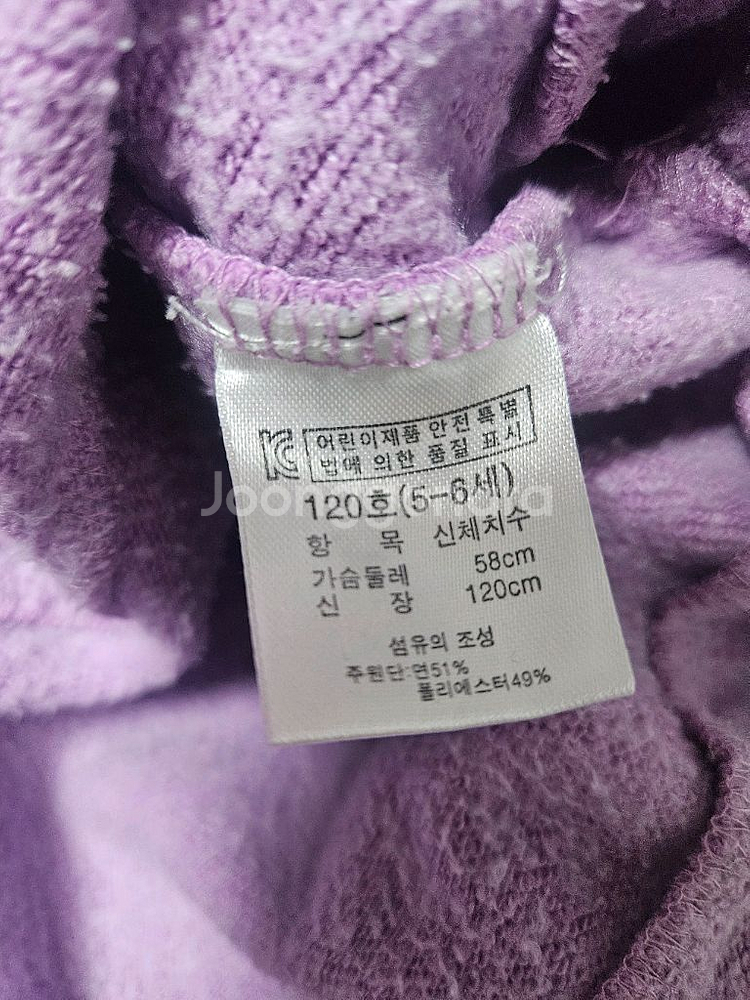 KC 어린이제품 안전특별
법에 의한 품질 표시
120호(5-6세)
항 목 신체치수
가슴둘레 58cm
신 장 120cm
섬유의 조성
주원단:면51%
폴리에스터49%
Joonggonara